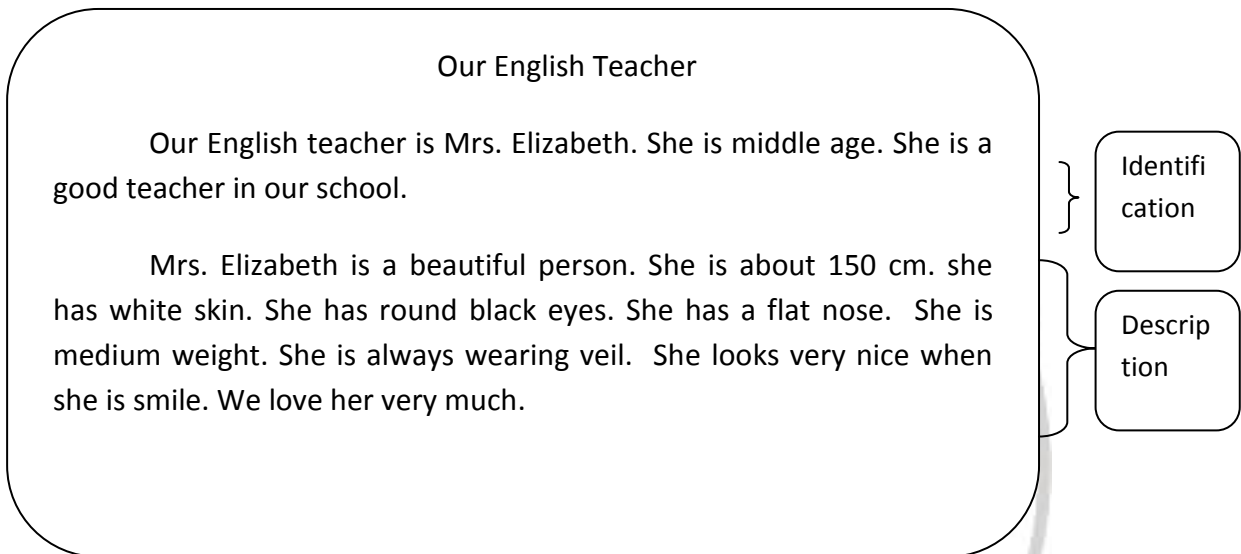 Our English Teacher
Our English teacher is Mrs. Elizabeth. She is middle age. She is a
good teacher in our school.
Identifi
cation
Mrs. Elizabeth is a beautiful person. She is about 150 cm. she
has white skin. She has round black eyes. She has a flat nose.  She is
medium weight. She is always wearing veil.  She looks very nice when
she is smile. We love her very much.
Descrip
tion